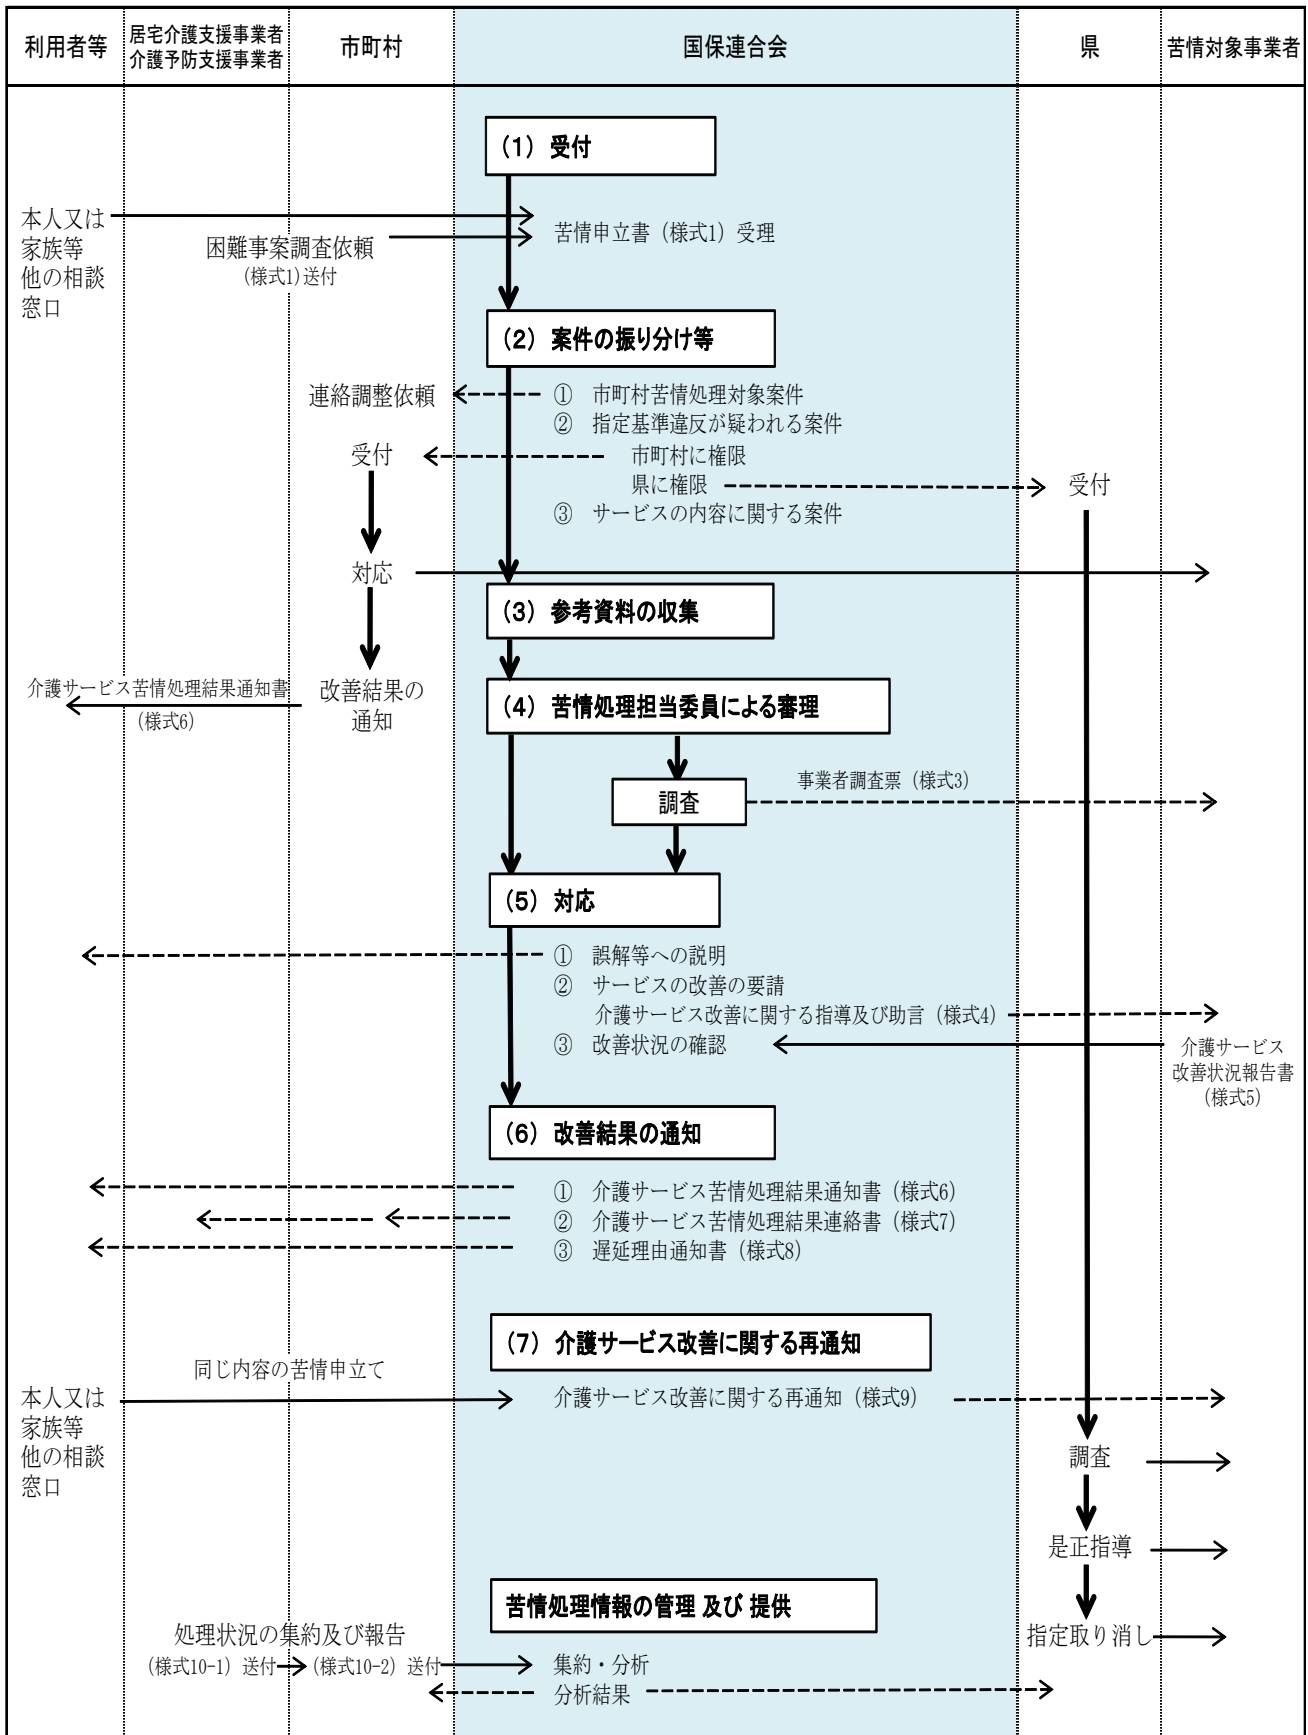 利用者等
居宅介護支援事業者
介護予防支援事業者
市町村
国保連合会
県
苦情対象事業者
(1) 受付
本人又は
家族等
他の相談
窓口
困難事案調査依頼
(様式1)送付
苦情申立書（様式1）受理
(2) 案件の振り分け等
連絡調整依頼
① 市町村苦情処理対象案件
② 指定基準違反が疑われる案件
受付
市町村に権限
県に権限
受付
③ サービスの内容に関する案件
対応
(3) 参考資料の収集
介護サービス苦情処理結果通知書
(様式6)
改善結果の
通知
(4) 苦情処理担当委員による審理
調査
事業者調査票（様式3）
(5) 対応
① 誤解等への説明
② サービスの改善の要請
介護サービス改善に関する指導及び助言（様式4）
③ 改善状況の確認
介護サービス
改善状況報告書
(様式5)
(6) 改善結果の通知
① 介護サービス苦情処理結果通知書（様式6）
② 介護サービス苦情処理結果連絡書（様式7）
③ 遅延理由通知書（様式8）
(7) 介護サービス改善に関する再通知
同じ内容の苦情申立て
本人又は
家族等
他の相談
窓口
介護サービス改善に関する再通知（様式9）
調査
是正指導
苦情処理情報の管理 及び 提供
処理状況の集約及び報告
(様式10-1) 送付
(様式10-2) 送付
集約・分析
分析結果
指定取り消し